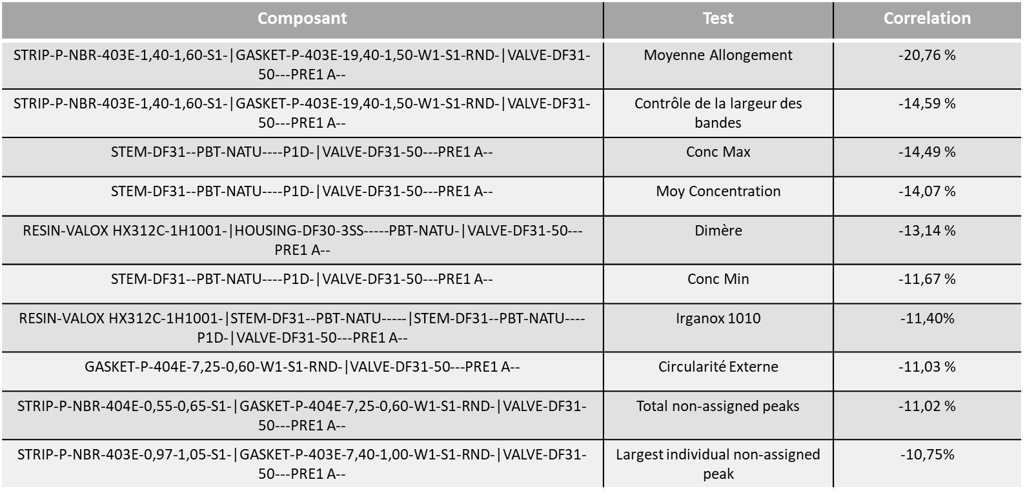 Composant Test Correlation
STRIP-P-NBR-403E-1,40-1,60-S1-|GASKET-P-403E-19,40-1,50-W1-S1-RND-|VALVE-DF31-
50---PRE1 A--
Moyenne Allongement
-20,76 %
STRIP-P-NBR-403E-1,40-1,60-S1-|GASKET-P-403E-19,40-1,50-W1-S1-RND-|VALVE-DF31-
50---PRE1 A--
Contrôle de la largeur des
bandes
-14,59 %
STEM-DF31--PBT-NATU----P1D-|VALVE-DF31-50---PRE1 A--
Conc Max
-14,49 %
STEM-DF31--PBT-NATU----P1D-|VALVE-DF31-50---PRE1 A--
Moy Concentration
-14,07 %
RESIN-VALOX HX312C-1H1001-|HOUSING-DF30-3SS-----PBT-NATU-|VALVE-DF31-50---
PRE1 A--
Dimère
-13,14 %
STEM-DF31--PBT-NATU----P1D-|VALVE-DF31-50---PRE1 A--
Conc Min
-11,67 %
RESIN-VALOX HX312C-1H1001-|STEM-DF31--PBT-NATU-----|STEM-DF31--PBT-NATU----
P1D-|VALVE-DF31-50---PRE1 A--
Irganox 1010
-11,40%
GASKET-P-404E-7,25-0,60-W1-S1-RND-|VALVE-DF31-50---PRE1 A--
Circularité Externe
-11,03 %
STRIP-P-NBR-404E-0,55-0,65-S1-|GASKET-P-404E-7,25-0,60-W1-S1-RND-|VALVE-DF31-
50---PRE1 A--
Total non-assigned peaks
-11,02 %
STRIP-P-NBR-403E-0,97-1,05-S1-|GASKET-P-403E-7,40-1,00-W1-S1-RND-|VALVE-DF31-
50---PRE1 A--
Largest individual non-assigned
peak
-10,75%